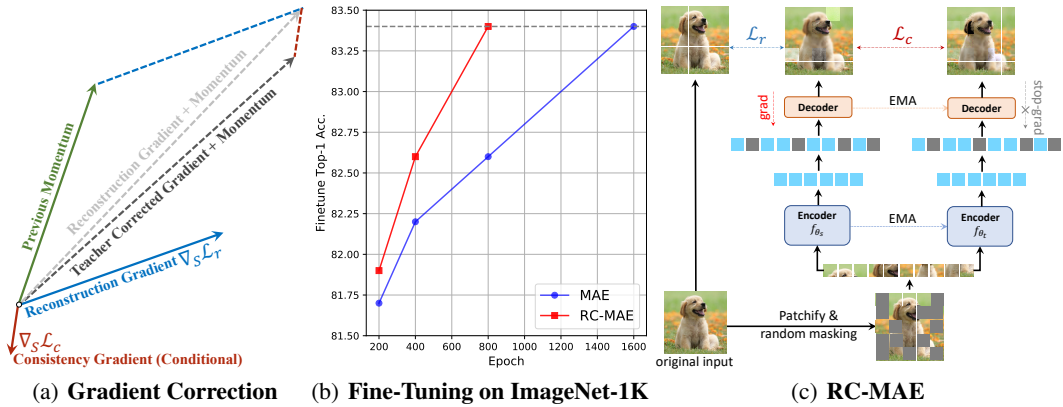 Previous Momentum
Reconstruction Gradient + Momentum
Teacher Corrected Gradient + Momentum
Reconstruction Gradient ∇_S ℒ_r
∇_S ℒ_c
Consistency Gradient (Conditional)
(a) Gradient Correction
Finetune Top-1 Acc.
83.50
83.25
83.00
82.75
82.50
82.25
82.00
81.75
81.50
200 400 600 800 1000 1200 1400 1600
Epoch
MAE
RC-MAE
(b) Fine-Tuning on ImageNet-1K
ℒ_r
ℒ_c
grad
Decoder
EMA
Decoder
stop-grad
×
Encoder
f_{θ_s}
EMA
Encoder
f_{θ_t}
Patchify &
random masking
original input
(c) RC-MAE